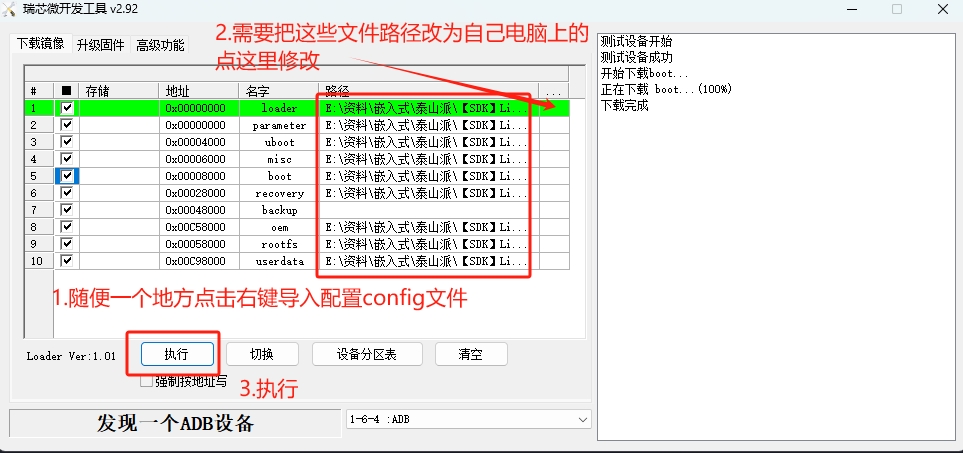 瑞芯微开发工具 v2.92
下载镜像 升级固件 高级功能
2.需要把这些文件路径改为自己电脑上的
点这里修改
# 存储 地址 名字 路径 ...
1 0x00000000 loader E:\资料\嵌入式\泰山派\【SDK】Li...
2 0x00000000 parameter E:\资料\嵌入式\泰山派\【SDK】Li...
3 0x00004000 uboot E:\资料\嵌入式\泰山派\【SDK】Li...
4 0x00006000 misc E:\资料\嵌入式\泰山派\【SDK】Li...
5 0x00008000 boot E:\资料\嵌入式\泰山派\【SDK】Li...
6 0x00028000 recovery E:\资料\嵌入式\泰山派\【SDK】Li...
7 0x00048000 backup
8 0x00C58000 oem E:\资料\嵌入式\泰山派\【SDK】Li...
9 0x00058000 rootfs E:\资料\嵌入式\泰山派\【SDK】Li...
10 0x00C98000 userdata E:\资料\嵌入式\泰山派\【SDK】Li...
1.随便一个地方点击右键导入配置config文件
Loader Ver:1.01 执行 切换 设备分区表 清空
强制按地址写
3.执行
发现一个ADB设备
1-6-4 :ADB
测试设备开始
测试设备成功
开始下载boot...
正在下载 boot...(100%)
下载完成